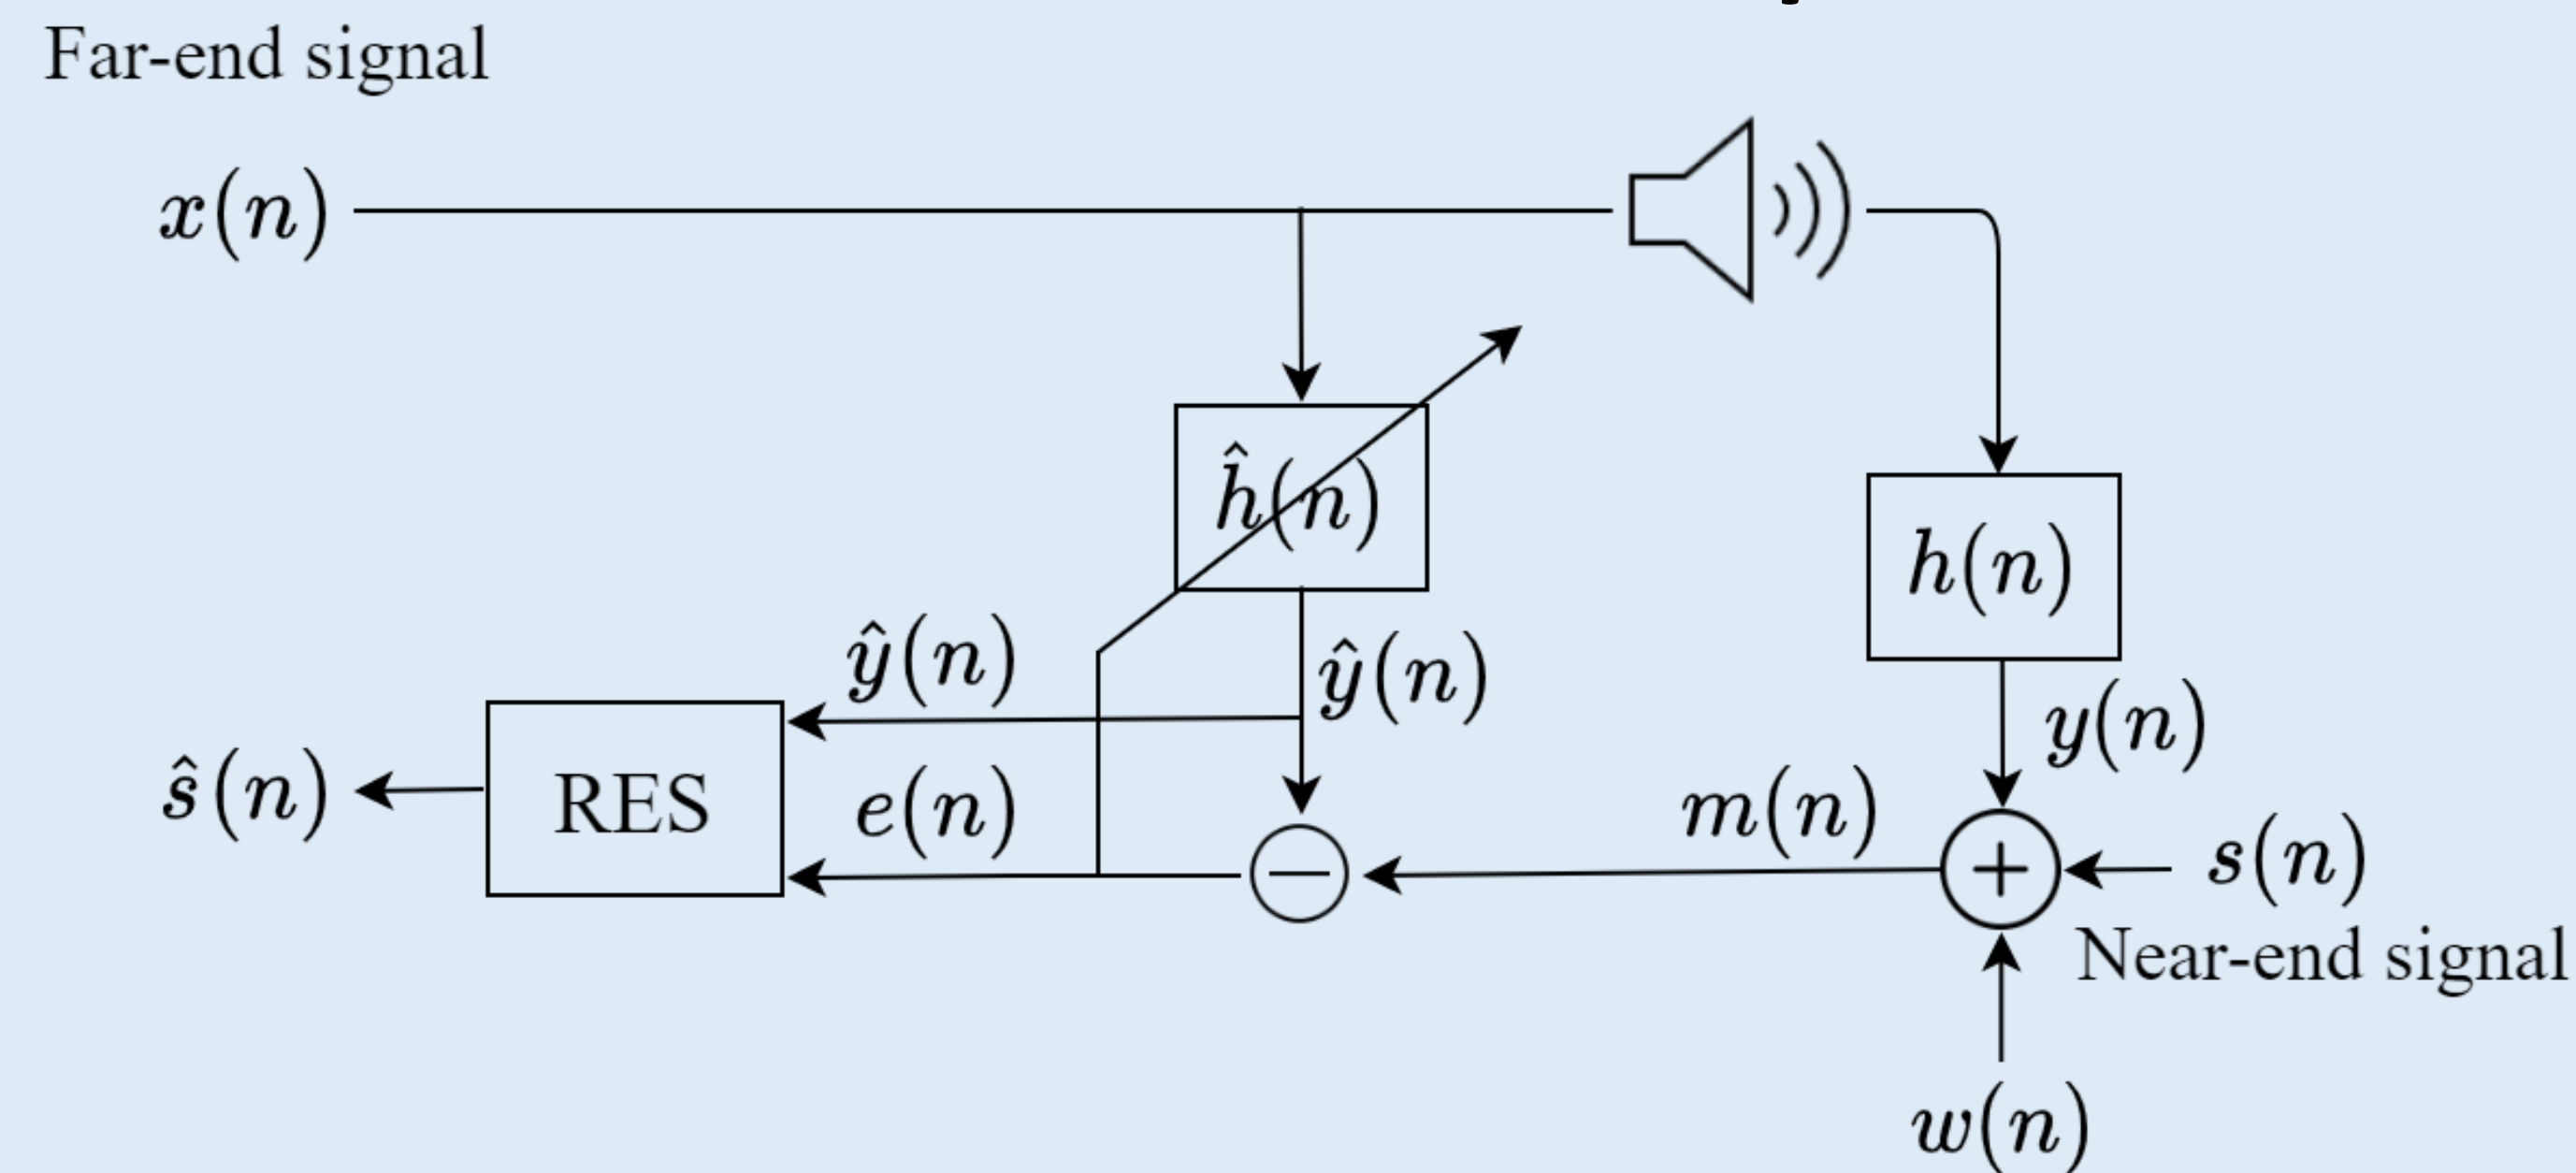 Far-end signal
x(n)
ĥ(n)
h(n)
ŷ(n)
ŷ(n)
y(n)
ŝ(n)
RES
e(n)
m(n)
+
s(n)
−
Near-end signal
w(n)